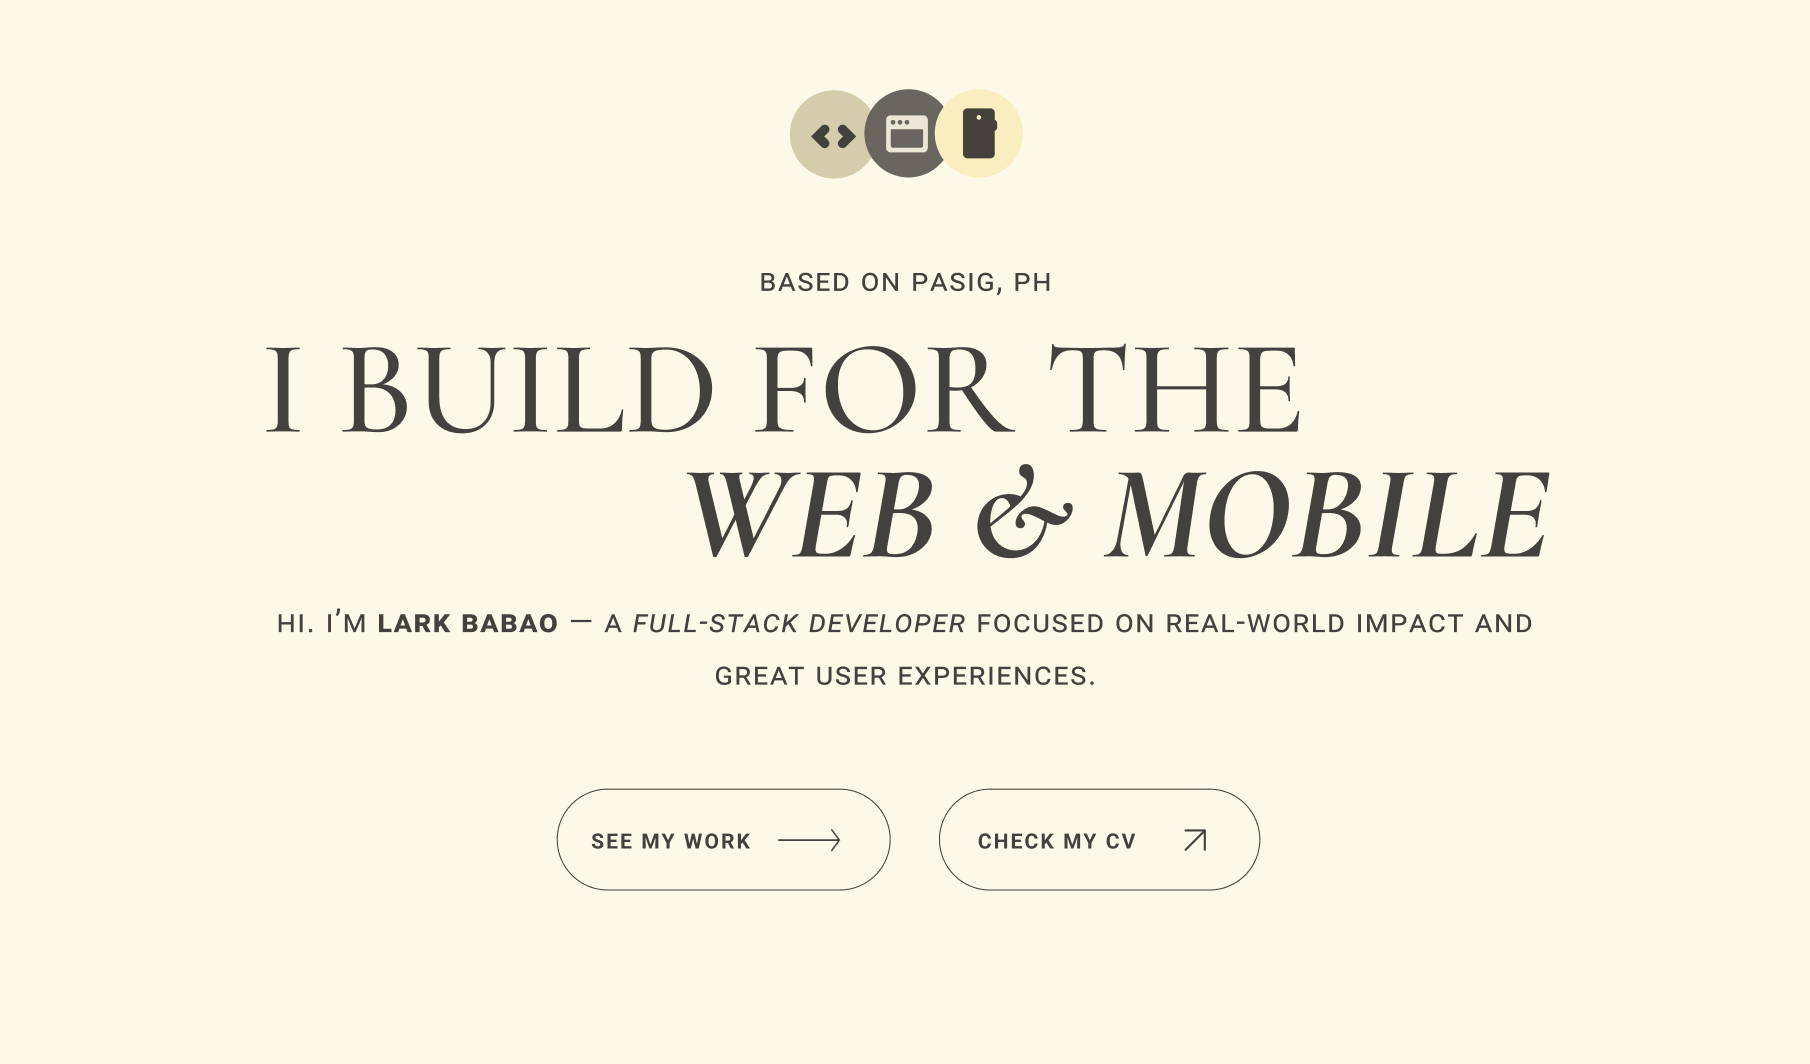 BASED ON PASIG, PH
I BUILD FOR THE
WEB & MOBILE
HI. I'M LARK BABAO — A FULL-STACK DEVELOPER FOCUSED ON REAL-WORLD IMPACT AND
GREAT USER EXPERIENCES.
SEE MY WORK
CHECK MY CV